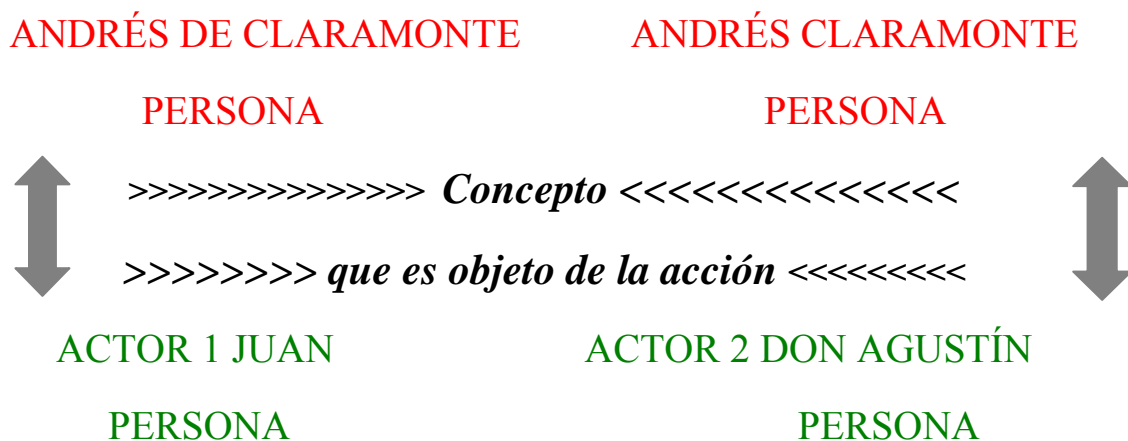 ANDRÉS DE CLARAMONTE ANDRÉS CLARAMONTE
PERSONA PERSONA
>>>>>>>>>>>>>>> Concepto <<<<<<<<<<<<<<
>>>>>>>> que es objeto de la acción <<<<<<<<<
ACTOR 1 JUAN ACTOR 2 DON AGUSTÍN
PERSONA PERSONA